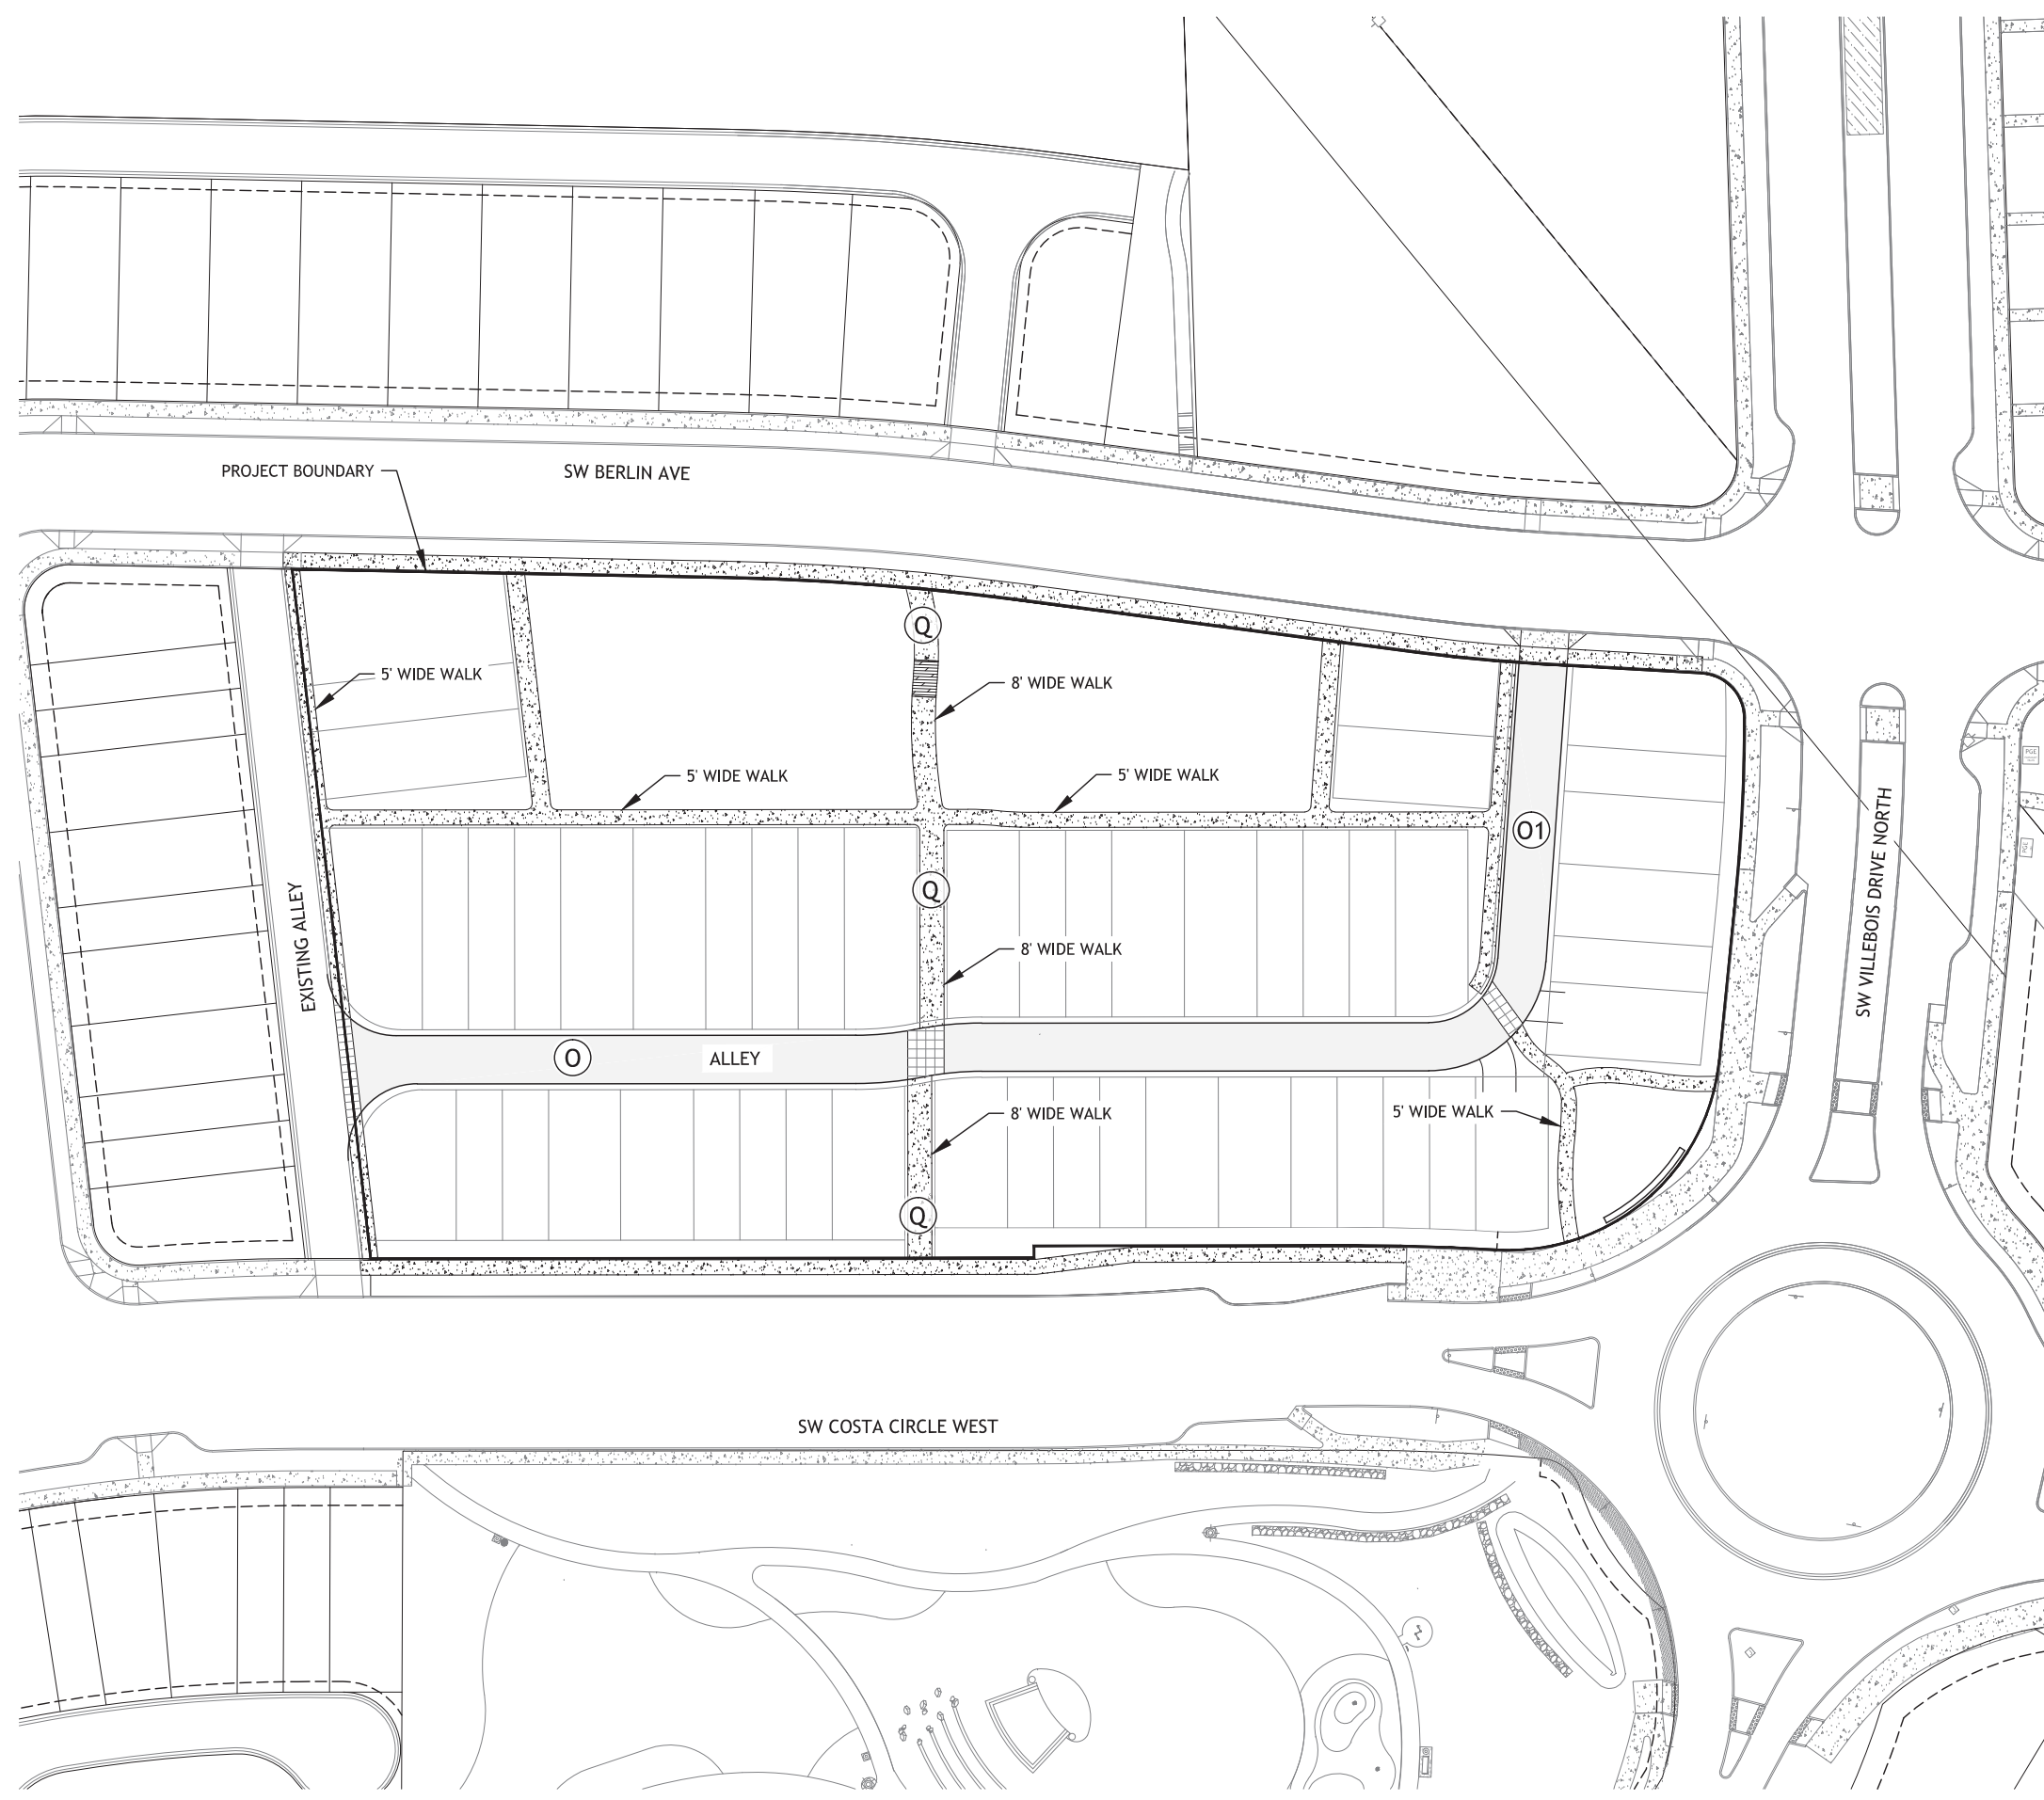 PROJECT BOUNDARY
SW BERLIN AVE
Q
5' WIDE WALK
8' WIDE WALK
5' WIDE WALK
5' WIDE WALK
PGE
O1
PGE
SW VILLEBOIS DRIVE NORTH
Q
EXISTING ALLEY
8' WIDE WALK
O
ALLEY
8' WIDE WALK
5' WIDE WALK
Q
SW COSTA CIRCLE WEST